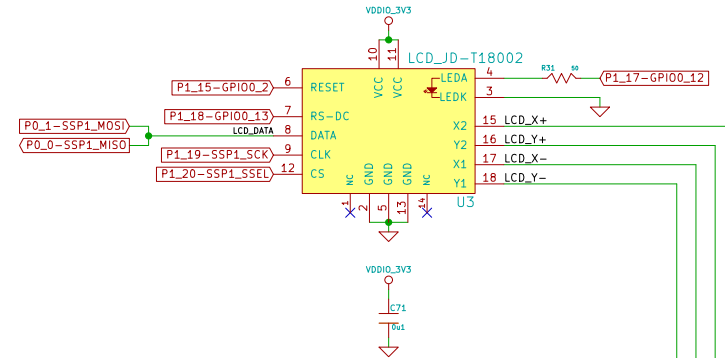 VDDIO_3V3
LCD_JD-T18002
10
11
VCC
VCC
P1_15-GPIO0_2
6
RESET
LEDA
4
R31
50
P1_17-GPIO0_12
LEDK
3
P1_18-GPIO0_13
7
RS-DC
P0_1-SSP1_MOSI
LCD_DATA
8
DATA
X2
15
LCD_X+
P0_0-SSP1_MISO
Y2
16
LCD_Y+
P1_19-SSP1_SCK
9
CLK
X1
17
LCD_X-
P1_20-SSP1_SSEL
12
CS
Y1
18
LCD_Y-
NC
GND
GND
GND
NC
1
2
5
13
14
U3
VDDIO_3V3
C71
0u1